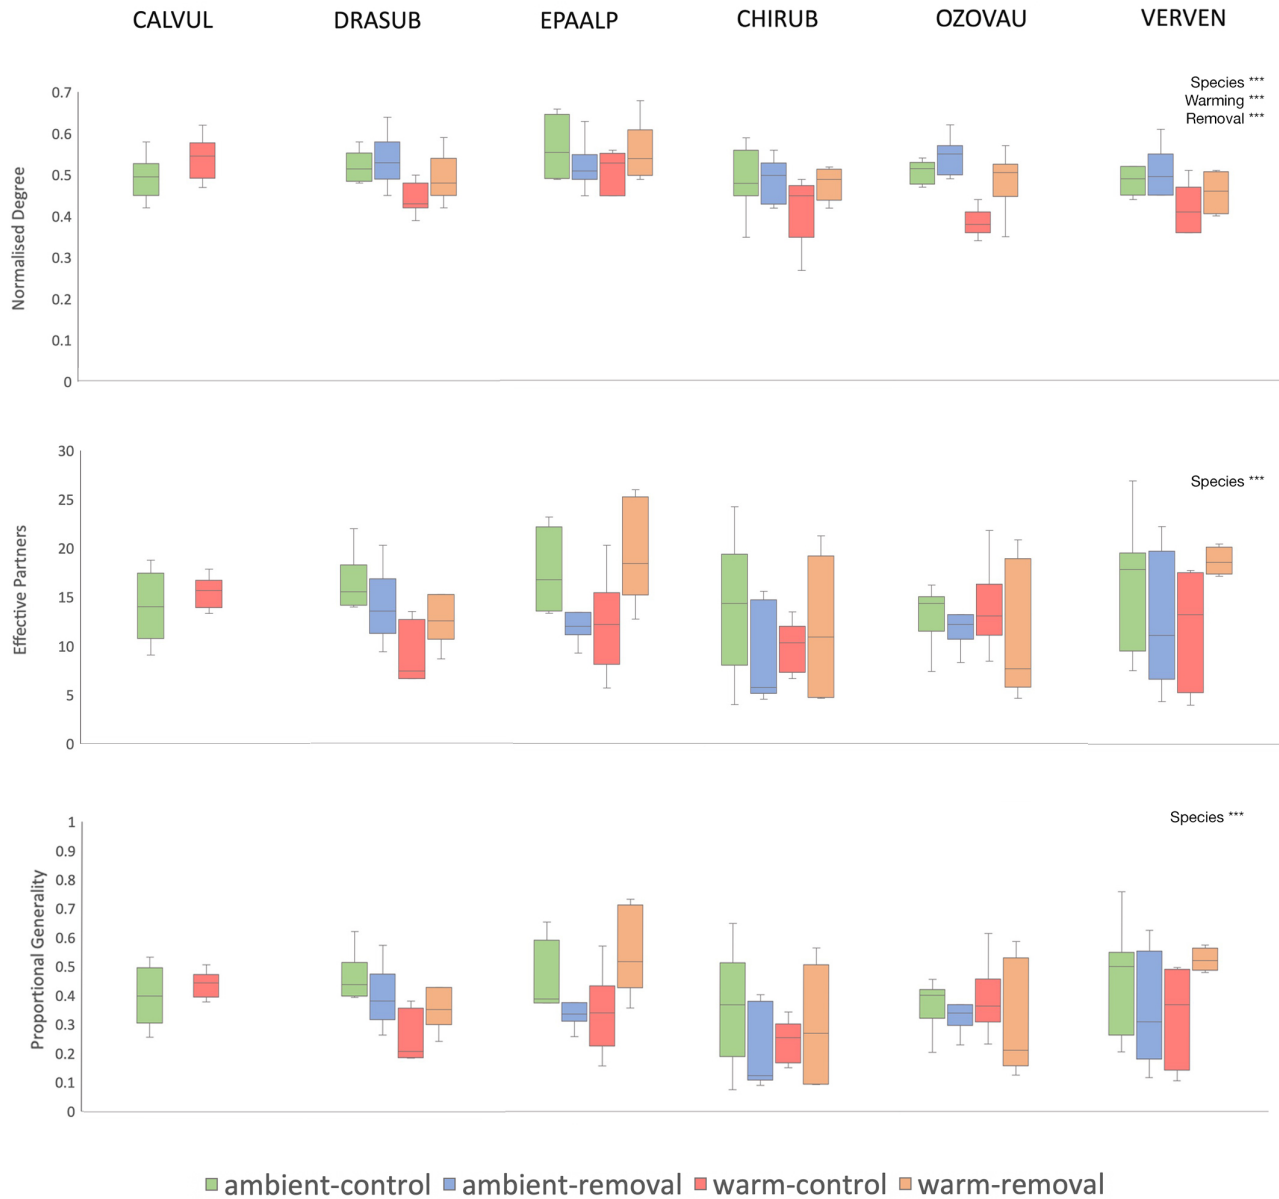 CALVUL DRASUB EPAALP CHIRUB OZOVAU VERVEN
Species ***
Warming ***
Removal ***
Normalised Degree
0.7
0.6
0.5
0.4
0.3
0.2
0.1
0
Species ***
Effective Partners
30
25
20
15
10
5
0
Species ***
Proportional Generality
1
0.9
0.8
0.7
0.6
0.5
0.4
0.3
0.2
0.1
0
ambient-control ambient-removal warm-control warm-removal